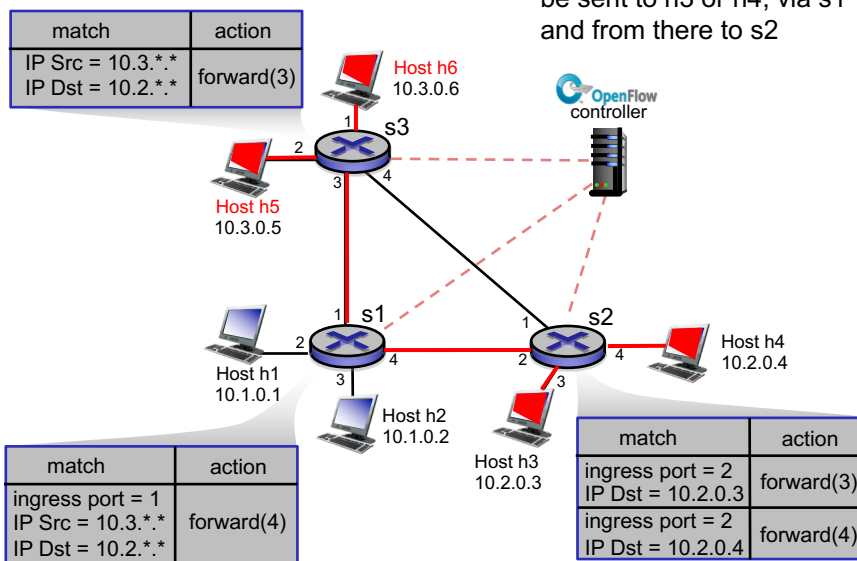 be sent to h3 or h4, via s1
and from there to s2
match action
IP Src = 10.3.*.*
IP Dst = 10.2.*.*
forward(3)
Host h6
10.3.0.6
OpenFlow
controller
1
s3
2
3
4
Host h5
10.3.0.5
1
s1
2
4
3
Host h1
10.1.0.1
Host h2
10.1.0.2
1
s2
2
4
3
Host h4
10.2.0.4
Host h3
10.2.0.3
match action
ingress port = 1
IP Src = 10.3.*.*
IP Dst = 10.2.*.*
forward(4)
match action
ingress port = 2
IP Dst = 10.2.0.3
forward(3)
ingress port = 2
IP Dst = 10.2.0.4
forward(4)